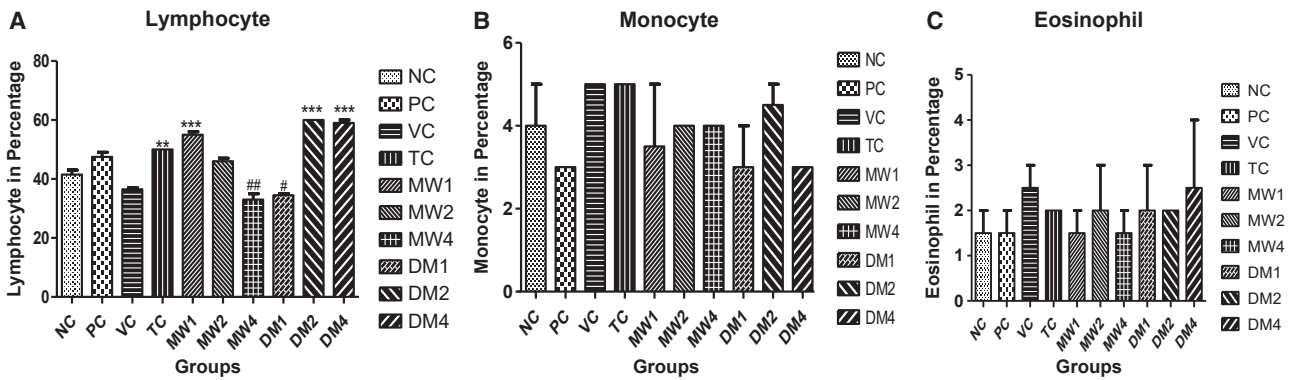 A
Lymphocyte
Lymphocyte in Percentage
80
60
40
20
0
**
***
##
#
***
***
NC
PC
VC
TC
MW1
MW2
MW4
DM1
DM2
DM4
Groups
NC
PC
VC
TC
MW1
MW2
MW4
DM1
DM2
DM4
B
Monocyte
Monocyte in Percentage
6
4
2
0
NC
PC
VC
TC
MW1
MW2
MW4
DM1
DM2
DM4
Groups
NC
PC
VC
TC
MW1
MW2
MW4
DM1
DM2
DM4
C
Eosinophil
Eosinophil in Percentage
5
4
3
2
1
0
NC
PC
VC
TC
MW1
MW2
MW4
DM1
DM2
DM4
Groups
NC
PC
VC
TC
MW1
MW2
MW4
DM1
DM2
DM4